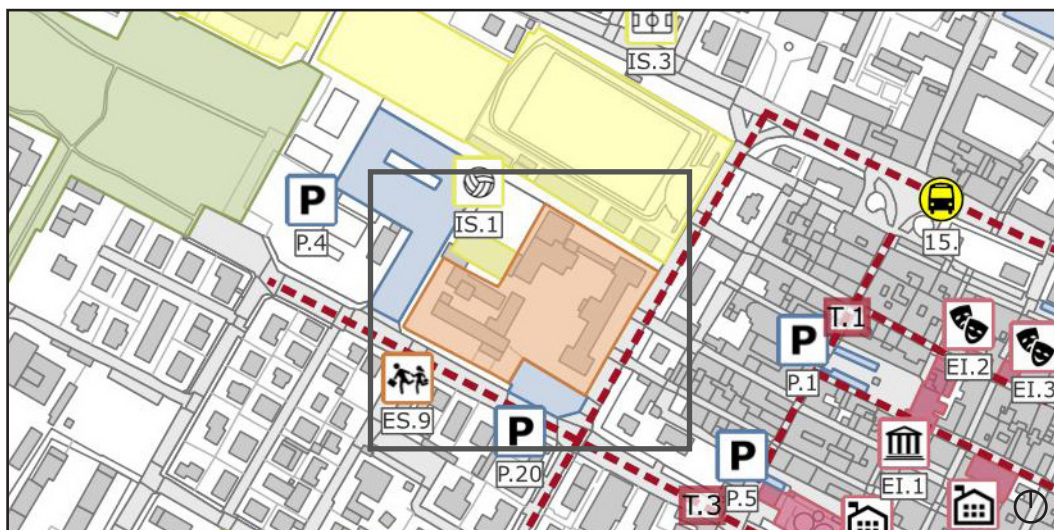 IS.3
IS.1
P
P.4
15.
T.1
P
P.1
EI.2
EI.3
ES.9
P
P.20
P
P.5
EI.1
T.3